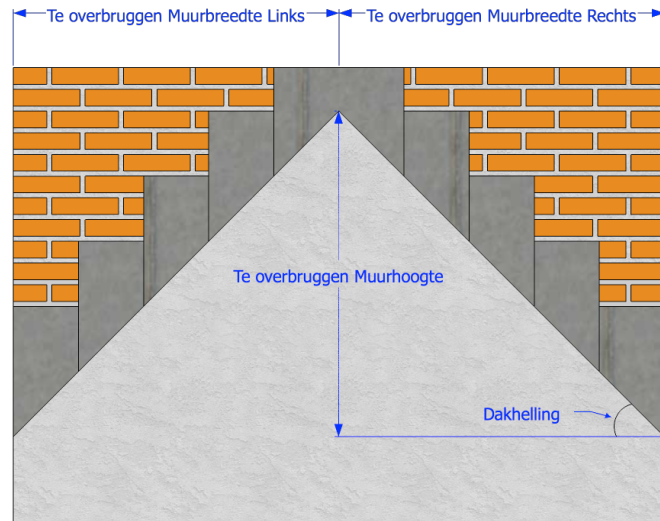 Te overbruggen Muurbreedte Links
Te overbruggen Muurbreedte Rechts
Te overbruggen Muurhoogte
Dakhelling